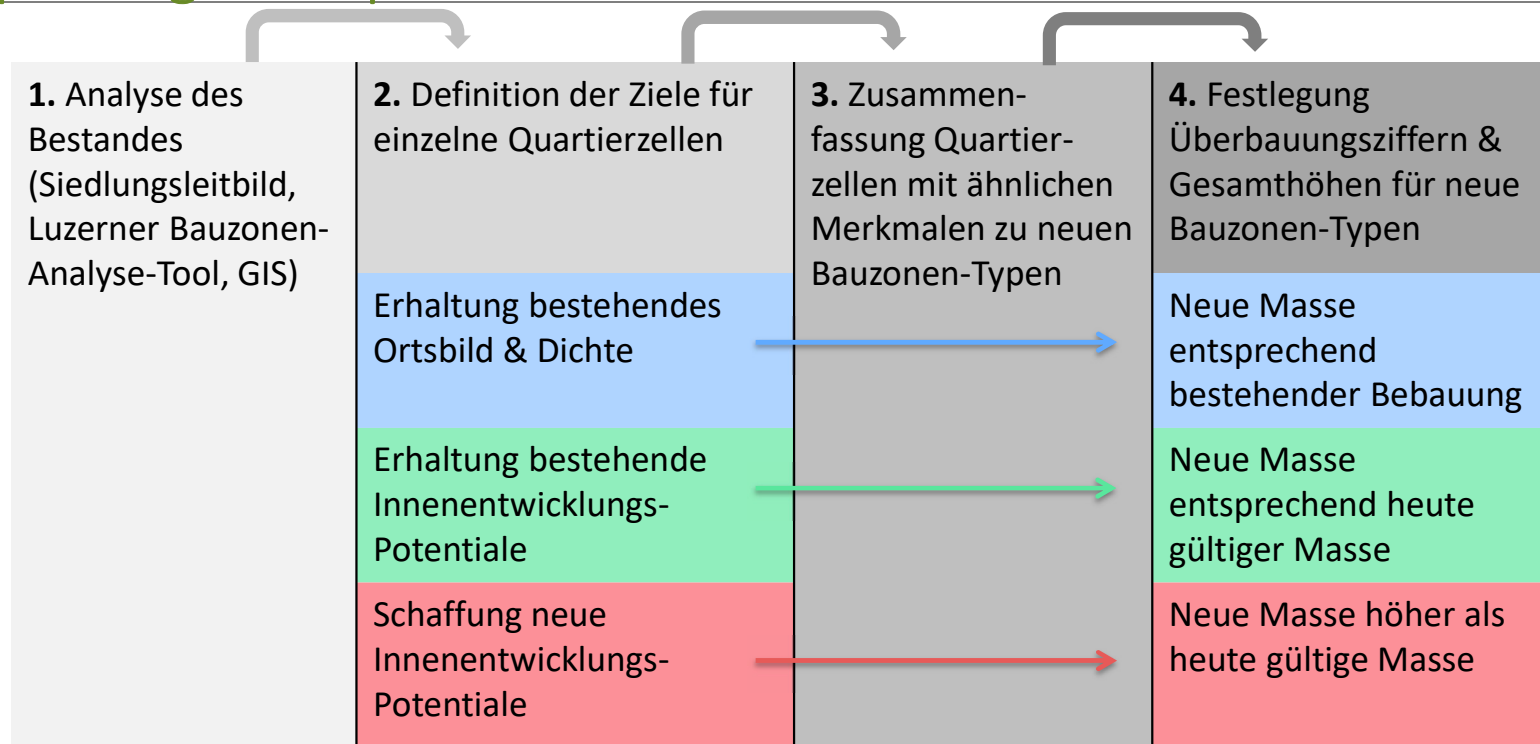 1. Analyse des
Bestandes
(Siedlungsleitbild,
Luzerner Bauzonen-
Analyse-Tool, GIS)
2. Definition der Ziele für
einzelne Quartierzellen
3. Zusammen-
fassung Quartier-
zellen mit ähnlichen
Merkmalen zu neuen
Bauzonen-Typen
4. Festlegung
Überbauungsziffern &
Gesamthöhen für neue
Bauzonen-Typen
Erhaltung bestehendes
Ortsbild & Dichte
Neue Masse
entsprechend
bestehender Bebauung
Erhaltung bestehende
Innenentwicklungs-
Potentiale
Neue Masse
entsprechend heute
gültiger Masse
Schaffung neue
Innenentwicklungs-
Potentiale
Neue Masse höher als
heute gültige Masse